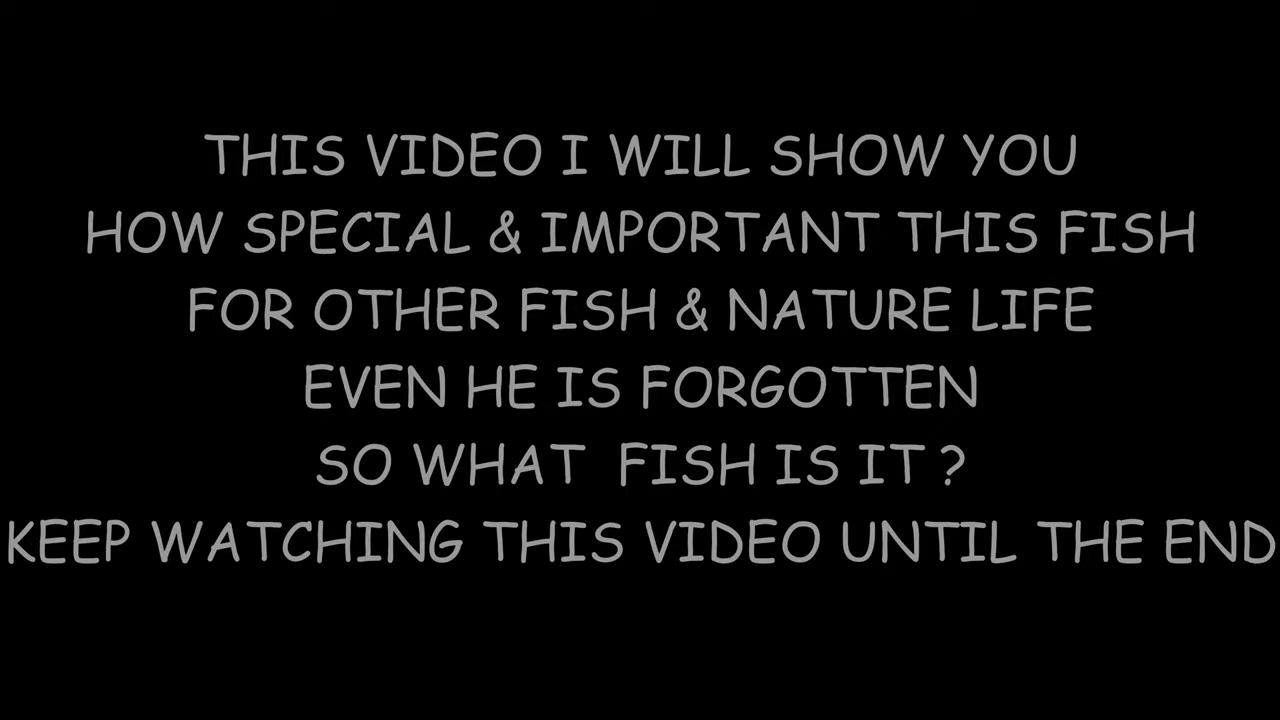 THIS VIDEO I WILL SHOW YOU
HOW SPECIAL & IMPORTANT THIS FISH
FOR OTHER FISH & NATURE LIFE
EVEN HE IS FORGOTTEN
SO WHAT  FISH IS IT ?
KEEP WATCHING THIS VIDEO UNTIL THE END